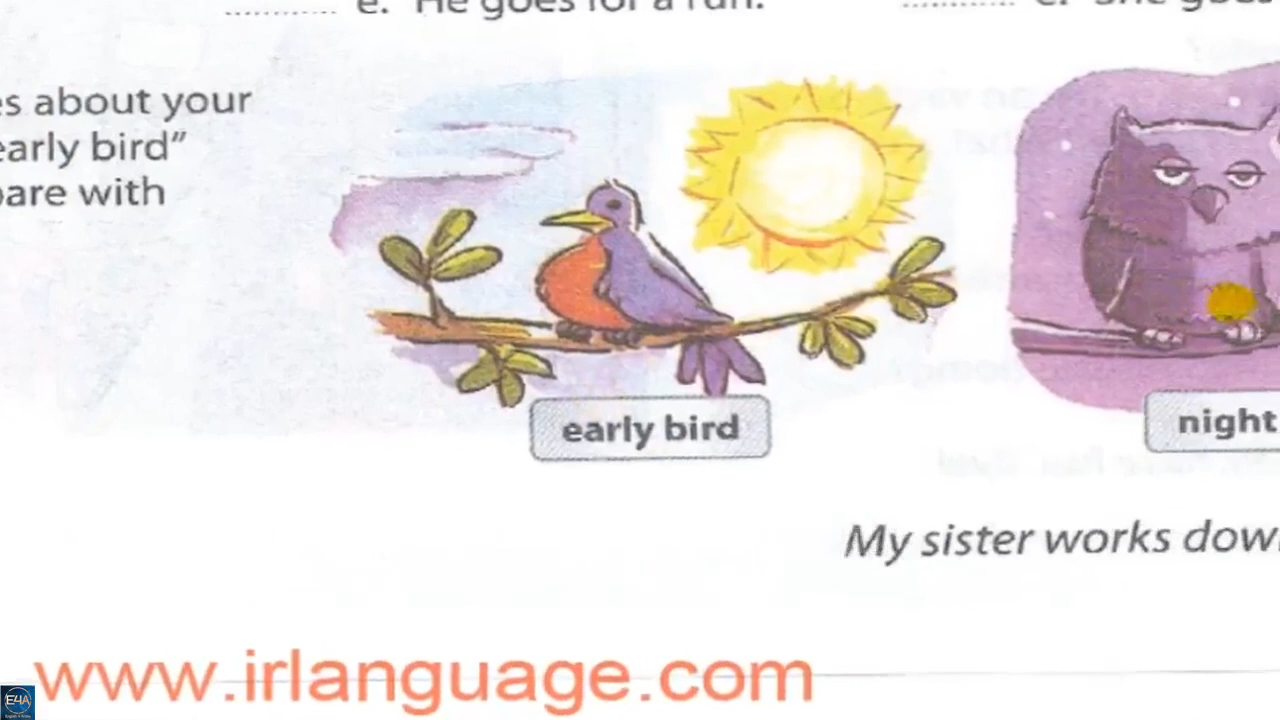 e. He goes for a run.
es about your
early bird"
pare with
early bird
night
My sister works
www.irlanguage.com
E4A